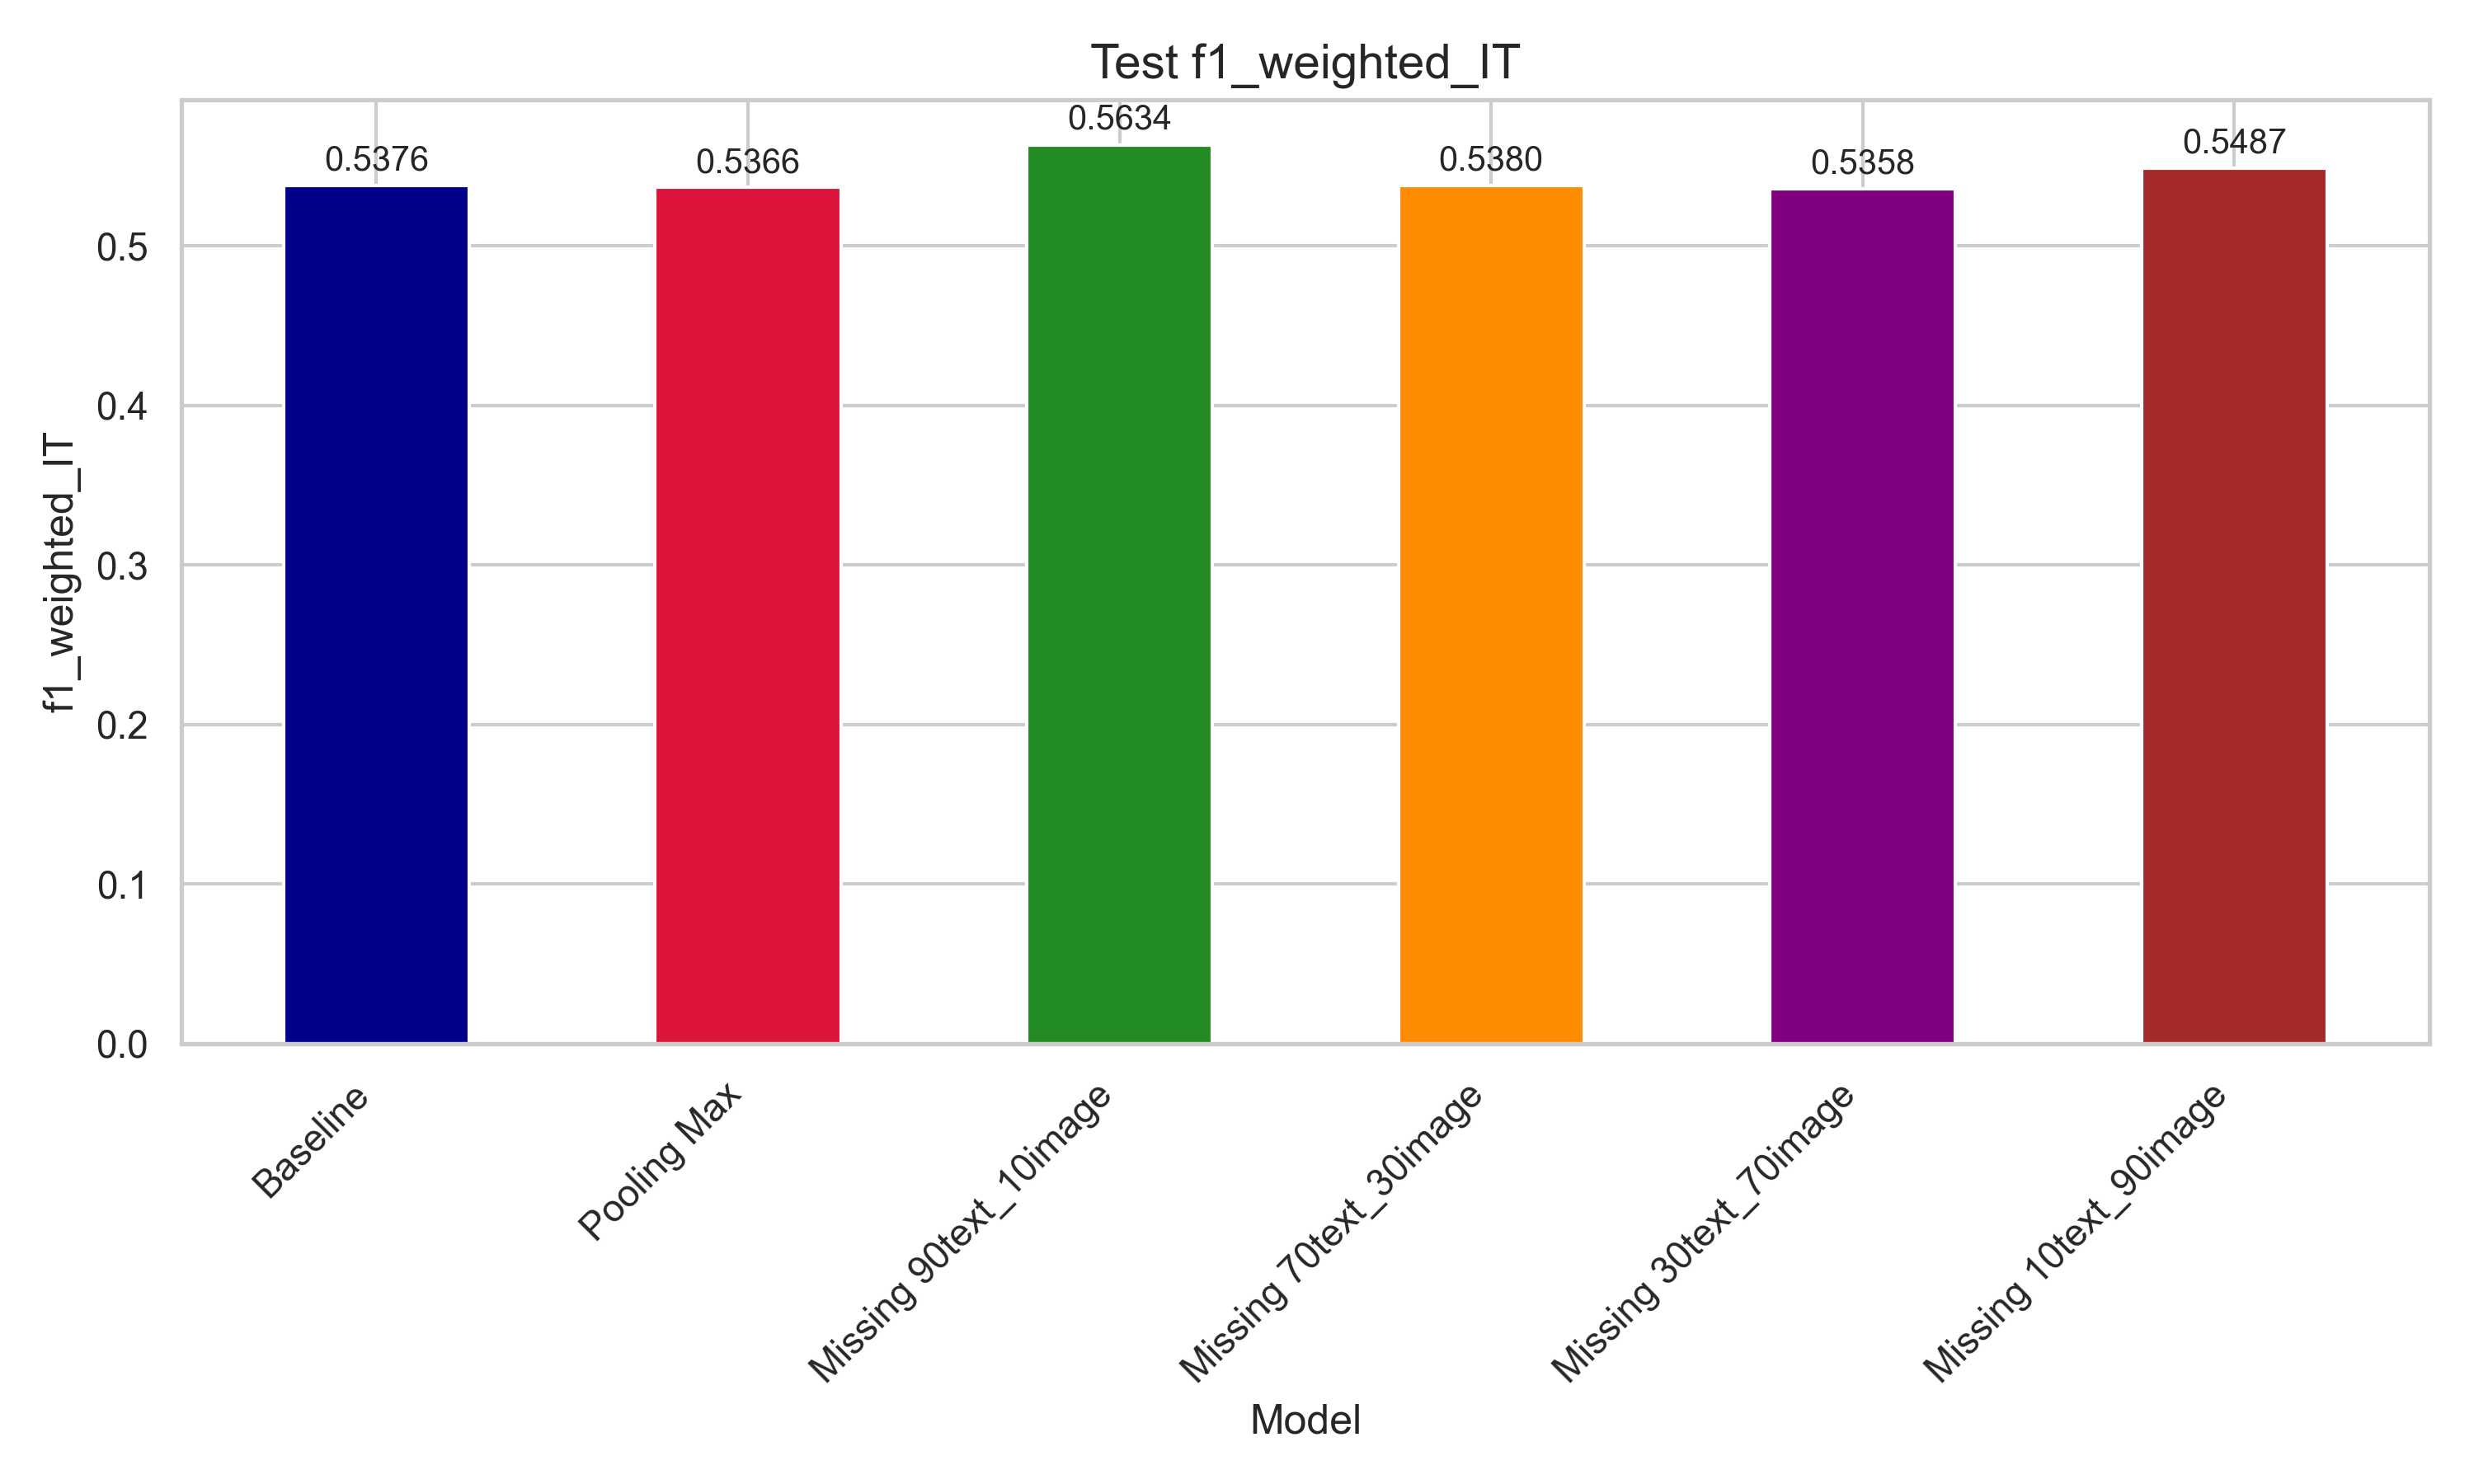 Test f1_weighted_IT
0.5376
0.5366
0.5634
0.5380
0.5358
0.5487
f1_weighted_IT
0.5
0.4
0.3
0.2
0.1
0.0
Baseline
Pooling Max
Missing 90text_10image
Missing 70text_30image
Missing 30text_70image
Missing 10text_90image
Model